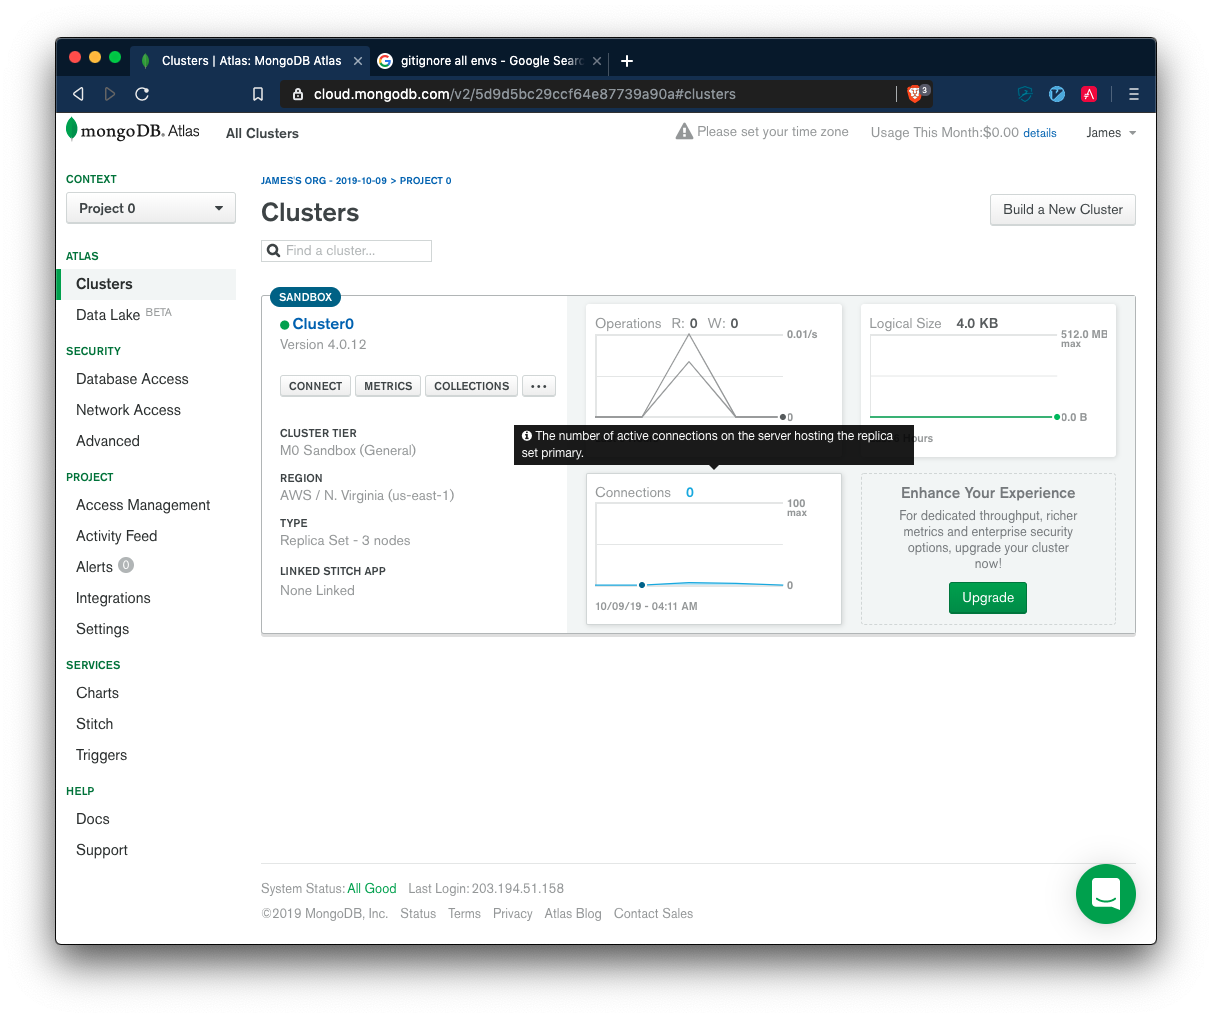 Clusters | Atlas: MongoDB Atlas
gitignore all envs - Google Searc
cloud.mongodb.com/v2/5d9d5bc29ccf64e87739a90a#clusters
3
mongoDB. Atlas
All Clusters
Please set your time zone
Usage This Month:$0.00 details
James
CONTEXT
Project 0
ATLAS
Clusters
Data Lake BETA
SECURITY
Database Access
Network Access
Advanced
PROJECT
Access Management
Activity Feed
Alerts 0
Integrations
Settings
SERVICES
Charts
Stitch
Triggers
HELP
Docs
Support
JAMES'S ORG - 2019-10-09 > PROJECT 0
Clusters
Build a New Cluster
Find a cluster...
SANDBOX
Cluster0
Version 4.0.12
CONNECT
METRICS
COLLECTIONS
...
CLUSTER TIER
M0 Sandbox (General)
REGION
AWS / N. Virginia (us-east-1)
TYPE
Replica Set - 3 nodes
LINKED STITCH APP
None Linked
Operations R: 0 W: 0
0.01/s
0
Logical Size 4.0 KB
512.0 MB
max
0.0 B
Hours
The number of active connections on the server hosting the replica
set primary.
Connections 0
100
max
0
10/09/19 - 04:11 AM
Enhance Your Experience
For dedicated throughput, richer
metrics and enterprise security
options, upgrade your cluster
now!
Upgrade
System Status: All Good Last Login: 203.194.51.158
©2019 MongoDB, Inc. Status Terms Privacy Atlas Blog Contact Sales